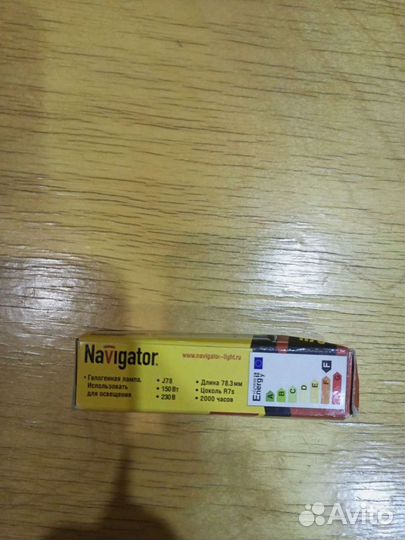 Navigator
www.navigator-light.ru
• Галогенная лампа.
Использовать
для освещения
• J78
• 150 Вт
• 230 В
• Длина 78.3 мм
• Цоколь R7s
• 2000 часов
Energy
A
B
C
D
E
F
Avito